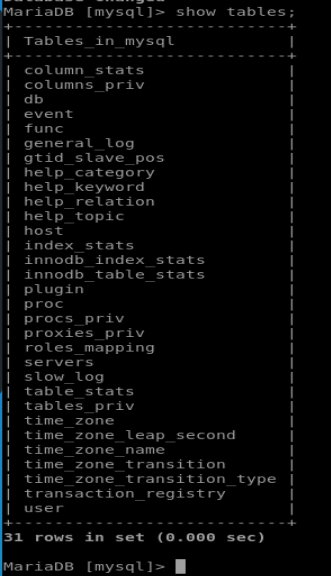 MariaDB [mysql]> show tables;
+---------------------------+
| Tables_in_mysql           |
+---------------------------+
| column_stats              |
| columns_priv              |
| db                        |
| event                     |
| func                      |
| general_log               |
| gtid_slave_pos            |
| help_category             |
| help_keyword              |
| help_relation             |
| help_topic                |
| host                      |
| index_stats               |
| innodb_index_stats        |
| innodb_table_stats        |
| plugin                    |
| proc                      |
| procs_priv                |
| proxies_priv              |
| roles_mapping             |
| servers                   |
| slow_log                  |
| table_stats               |
| tables_priv               |
| time_zone                 |
| time_zone_leap_second     |
| time_zone_name            |
| time_zone_transition      |
| time_zone_transition_type |
| transaction_registry      |
| user                      |
+---------------------------+
31 rows in set (0.000 sec)
MariaDB [mysql]>